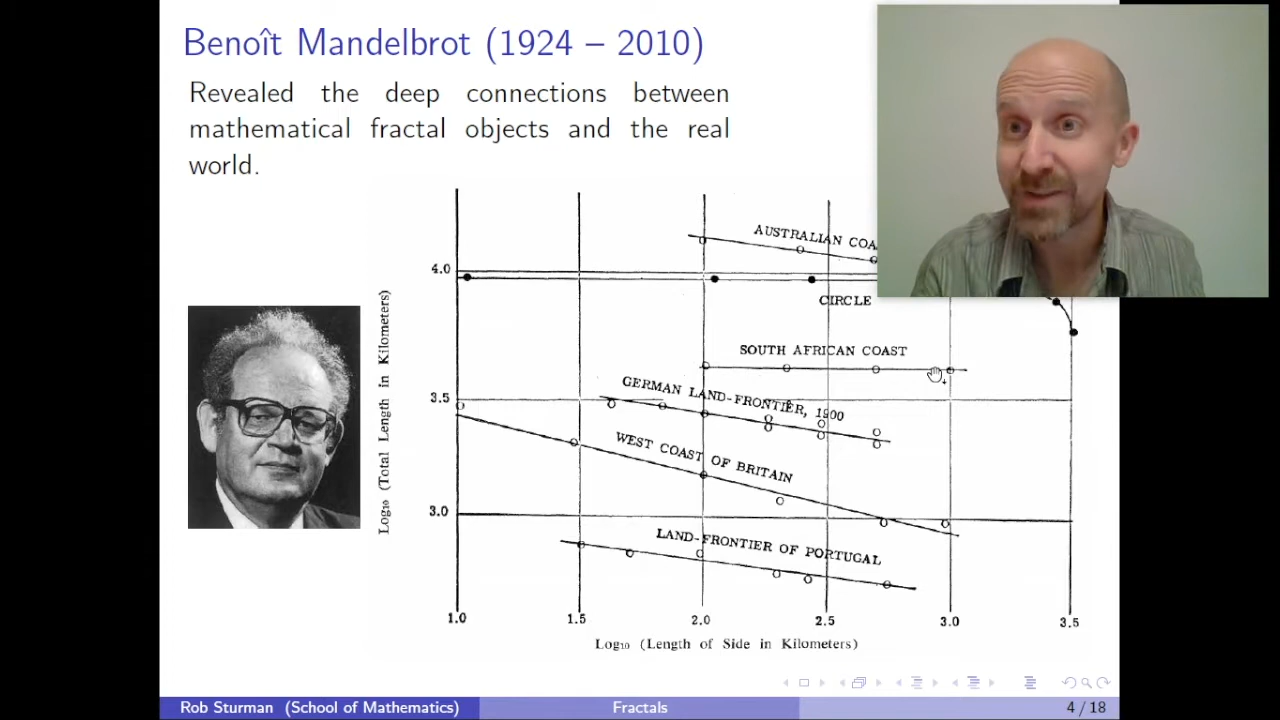 Benoît Mandelbrot (1924 – 2010)
Revealed the deep connections between
mathematical fractal objects and the real
world.
AUSTRALIAN COA
4.0
CIRCLE
SOUTH AFRICAN COAST
GERMAN LAND-FRONTIER, 1900
3.5
WEST COAST OF BRITAIN
3.0
LAND-FRONTIER OF PORTUGAL
Log₁₀ (Total Length in Kilometers)
1.0 1.5 2.0 2.5 3.0 3.5
Log₁₀ (Length of Side in Kilometers)
Rob Sturman (School of Mathematics) Fractals 4 / 18